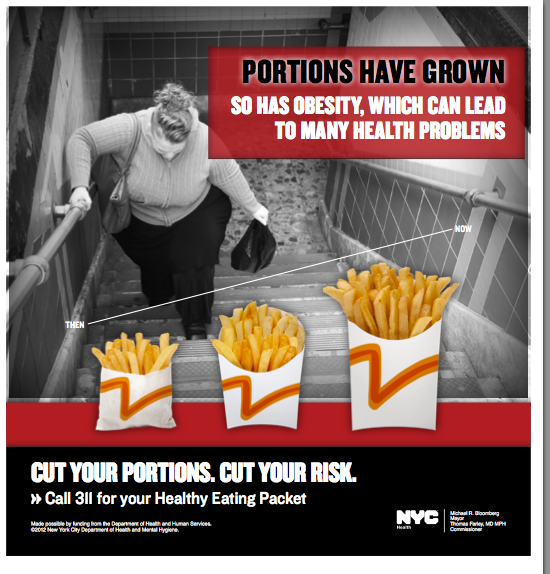 PORTIONS HAVE GROWN
SO HAS OBESITY, WHICH CAN LEAD
TO MANY HEALTH PROBLEMS
NOW
THEN
CUT YOUR PORTIONS. CUT YOUR RISK.
›› Call 311 for your Healthy Eating Packet
Made possible by funding from the Department of Health and Human Services.
©2012 New York City Department of Health and Mental Hygiene.
NYC
Health
Michael R. Bloomberg
Mayor
Thomas Farley, MD MPH
Commissioner